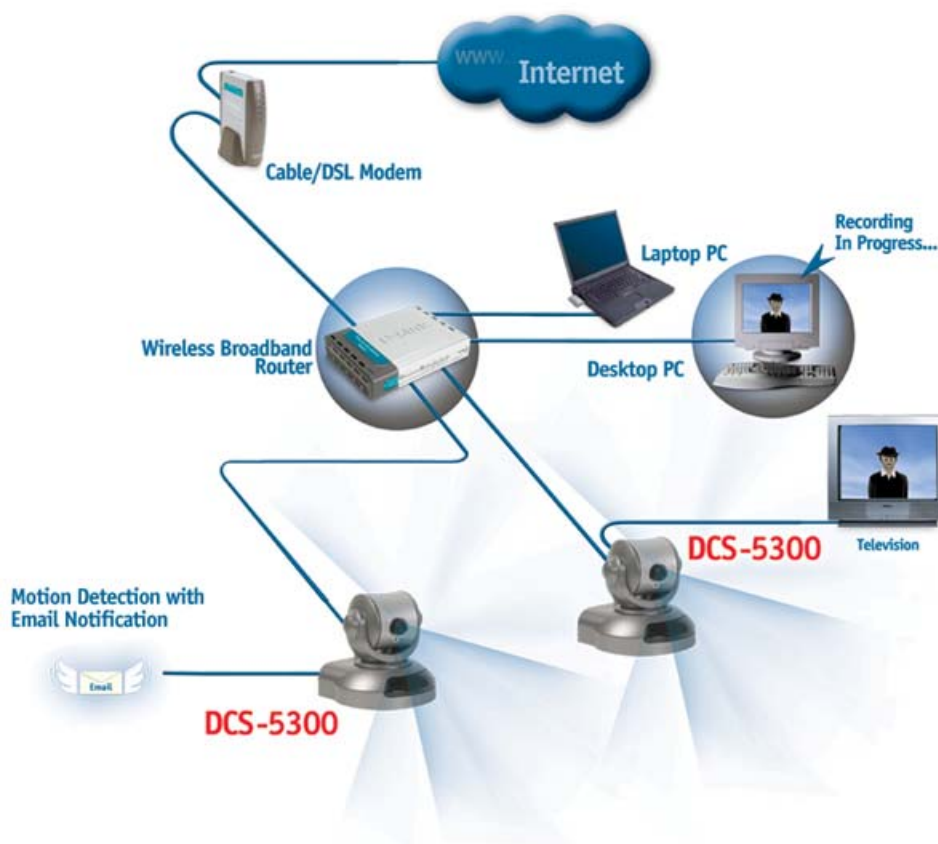 www...
Internet
Cable/DSL Modem
Recording
In Progress...
Laptop PC
Wireless Broadband
Router
D-Link
Desktop PC
DCS-5300
Television
Motion Detection with
Email Notification
Email
DCS-5300